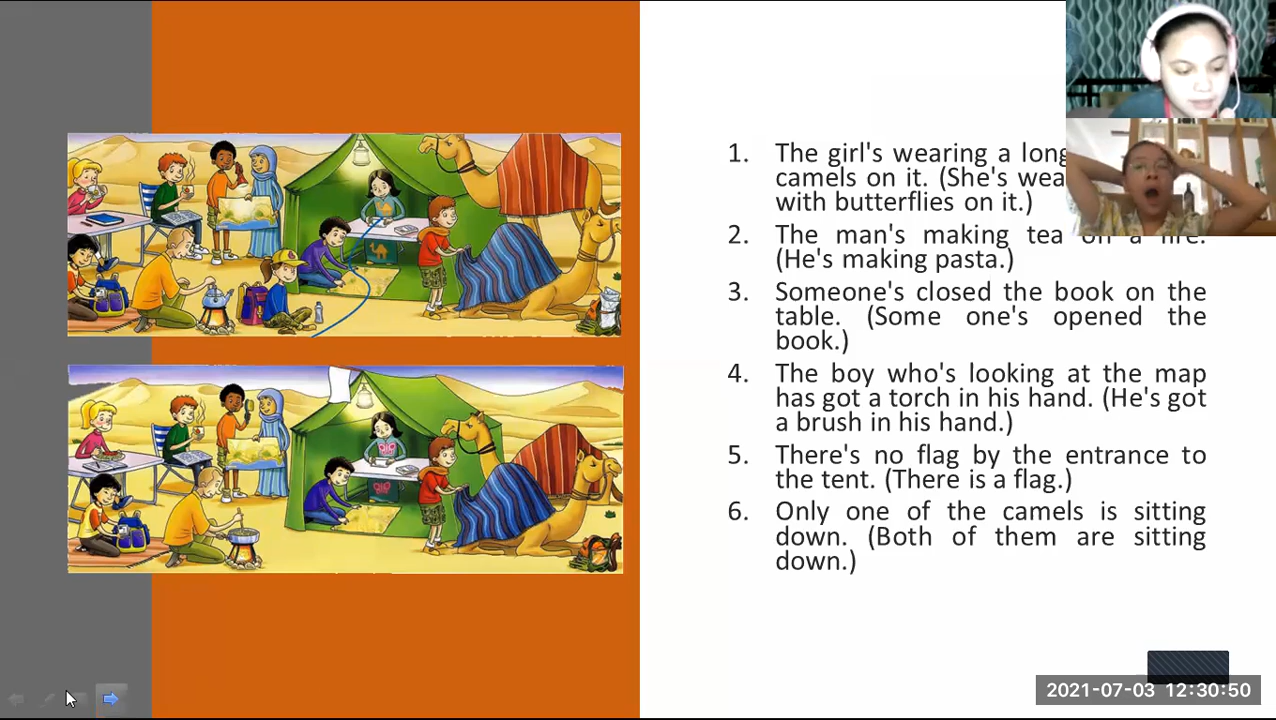 1. The girl's wearing a long
camels on it. (She's wea
with butterflies on it.)
2. The man's making tea on a fire.
(He's making pasta.)
3. Someone's closed the book on the
table. (Some one's opened the
book.)
4. The boy who's looking at the map
has got a torch in his hand. (He's got
a brush in his hand.)
5. There's no flag by the entrance to
the tent. (There is a flag.)
6. Only one of the camels is sitting
down. (Both of them are sitting
down.)
2021-07-03 12:30:50